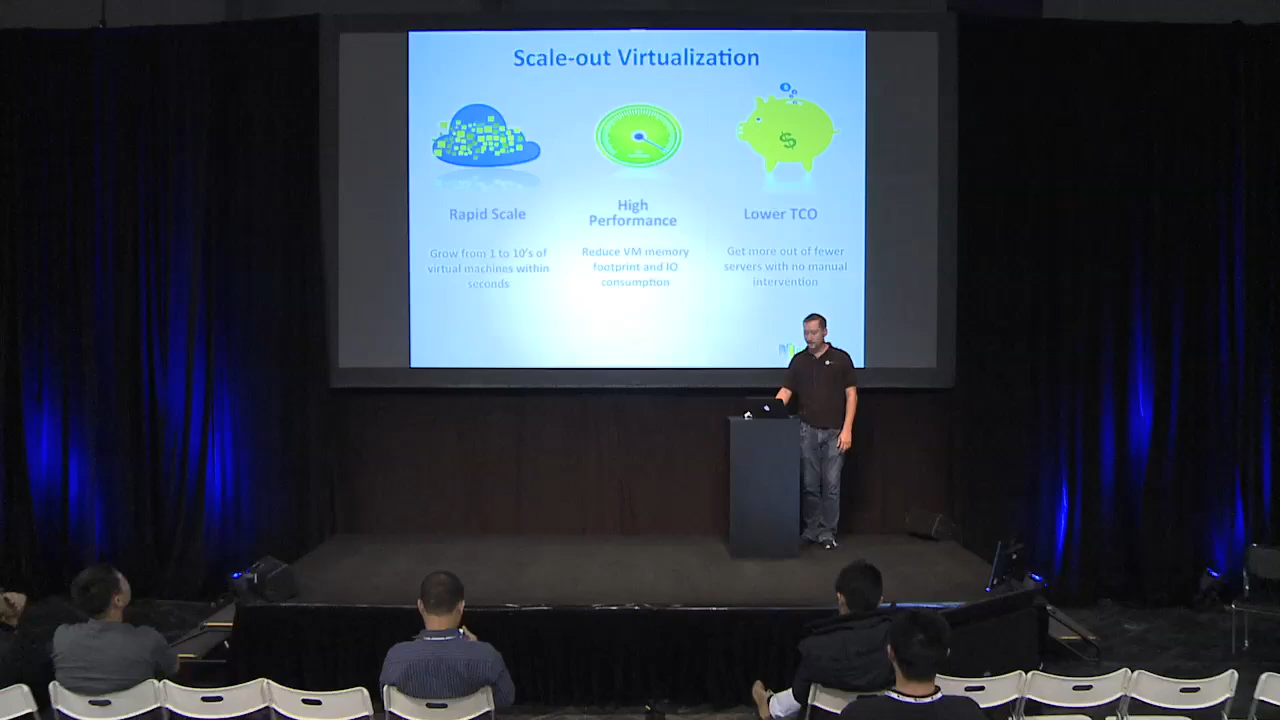 Scale-out Virtualization
$
Rapid Scale
Grow from 1 to 10's of
virtual machines within
seconds
High
Performance
Reduce VM memory
footprint and IO
consumption
Lower TCO
Get more out of fewer
servers with no manual
intervention